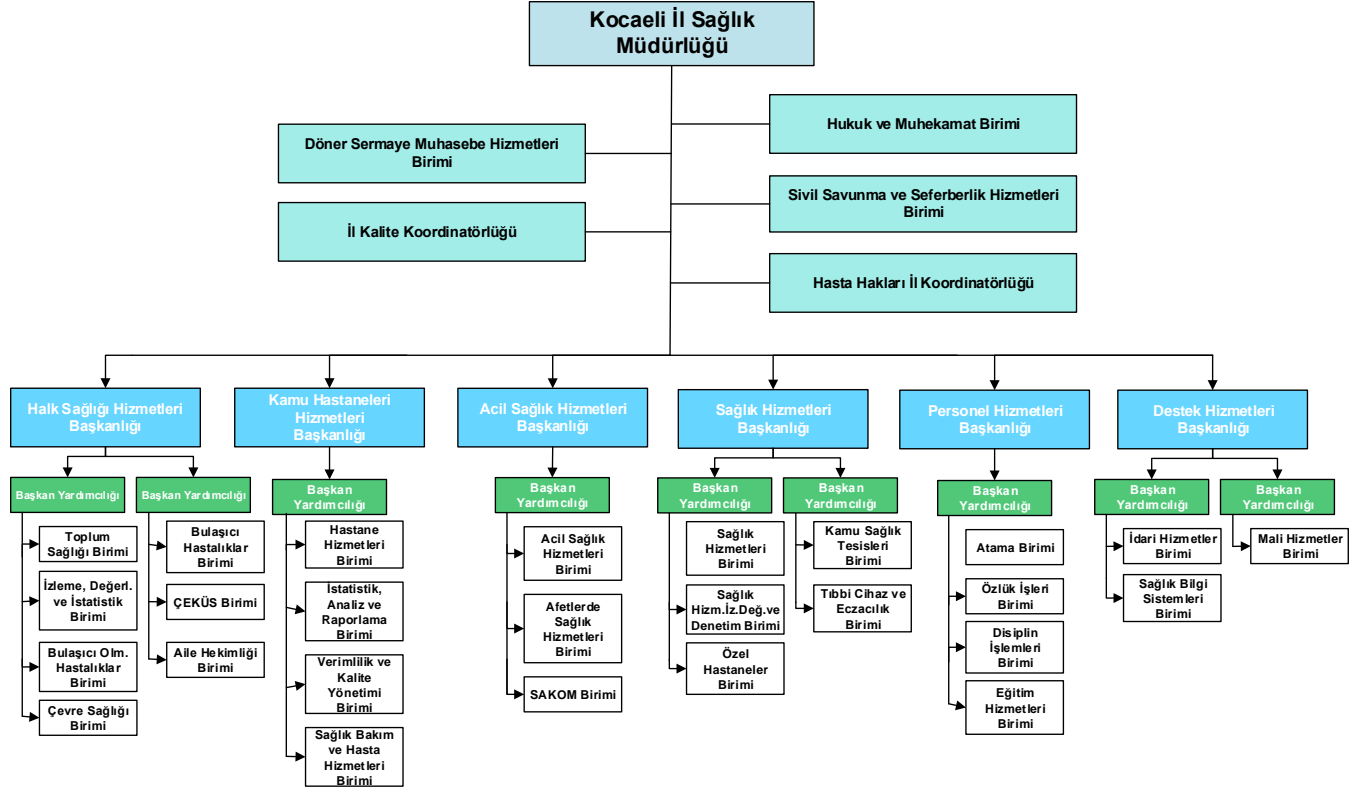 Kocaeli İl Sağlık
Müdürlüğü
Döner Sermaye Muhasebe Hizmetleri
Birimi
Hukuk ve Muhekamat Birimi
İl Kalite Koordinatörlüğü
Sivil Savunma ve Seferberlik Hizmetleri
Birimi
Hasta Hakları İl Koordinatörlüğü
Halk Sağlığı Hizmetleri
Başkanlığı
Kamu Hastaneleri
Hizmetleri
Başkanlığı
Acil Sağlık Hizmetleri
Başkanlığı
Sağlık Hizmetleri
Başkanlığı
Personel Hizmetleri
Başkanlığı
Destek Hizmetleri
Başkanlığı
Başkan Yardımcılığı
Toplum
Sağlığı Birimi
İzleme, Değerl.
ve İstatistik
Birimi
Bulaşıcı Olm.
Hastalıklar
Birimi
Çevre Sağlığı
Birimi
Başkan Yardımcılığı
Bulaşıcı
Hastalıklar
Birimi
ÇEKÜS Birimi
Aile Hekimliği
Birimi
Başkan
Yardımcılığı
Hastane
Hizmetleri
Birimi
İstatistik,
Analiz ve
Raporlama
Birimi
Verimlilik ve
Kalite
Yönetimi
Birimi
Sağlık Bakım
ve Hasta
Hizmetleri
Birimi
Başkan
Yardımcılığı
Acil Sağlık
Hizmetleri
Birimi
Afetlerde
Sağlık
Hizmetleri
Birimi
SAKOM Birimi
Başkan
Yardımcılığı
Sağlık
Hizmetleri
Birimi
Sağlık
Hizm.İz.Değ.ve
Denetim Birimi
Özel
Hastaneler
Birimi
Başkan
Yardımcılığı
Kamu Sağlık
Tesisleri
Birimi
Tıbbi Cihaz ve
Eczacılık
Birimi
Başkan
Yardımcılığı
Atama Birimi
Özlük İşleri
Birimi
Disiplin
İşlemleri
Birimi
Eğitim
Hizmetleri
Birimi
Başkan
Yardımcılığı
İdari Hizmetler
Birimi
Sağlık Bilgi
Sistemleri
Birimi
Başkan
Yardımcılığı
Mali Hizmetler
Birimi